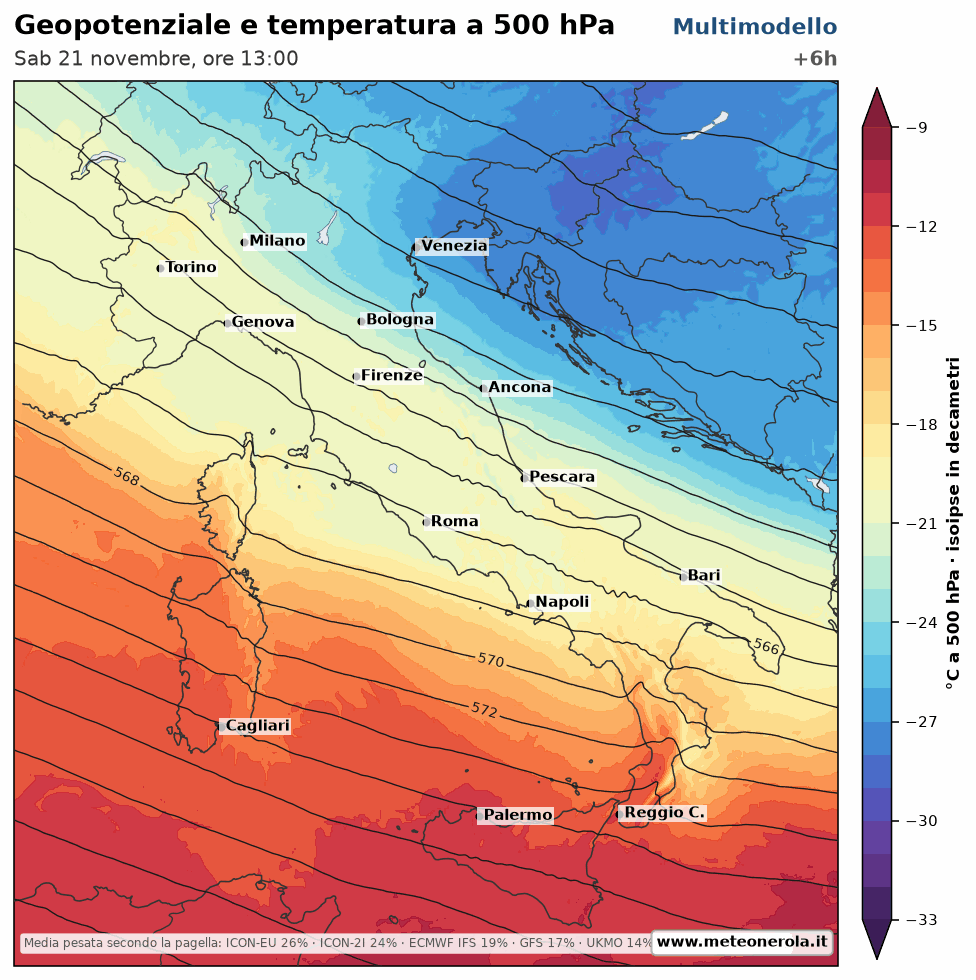 Geopotenziale e temperatura a 500 hPa
Multimodello
Sab 21 novembre, ore 13:00
+6h
Milano
Venezia
Torino
Genova
Bologna
Firenze
Ancona
568
Pescara
Roma
Bari
Napoli
566
570
572
Cagliari
Palermo
Reggio C.
Media pesata secondo la pagella: ICON-EU 26% · ICON-2I 24% · ECMWF IFS 19% · GFS 17% · UKMO 14%
www.meteonerola.it
−9
−12
−15
−18
−21
−24
−27
−30
−33
°C a 500 hPa · isoipse in decametri